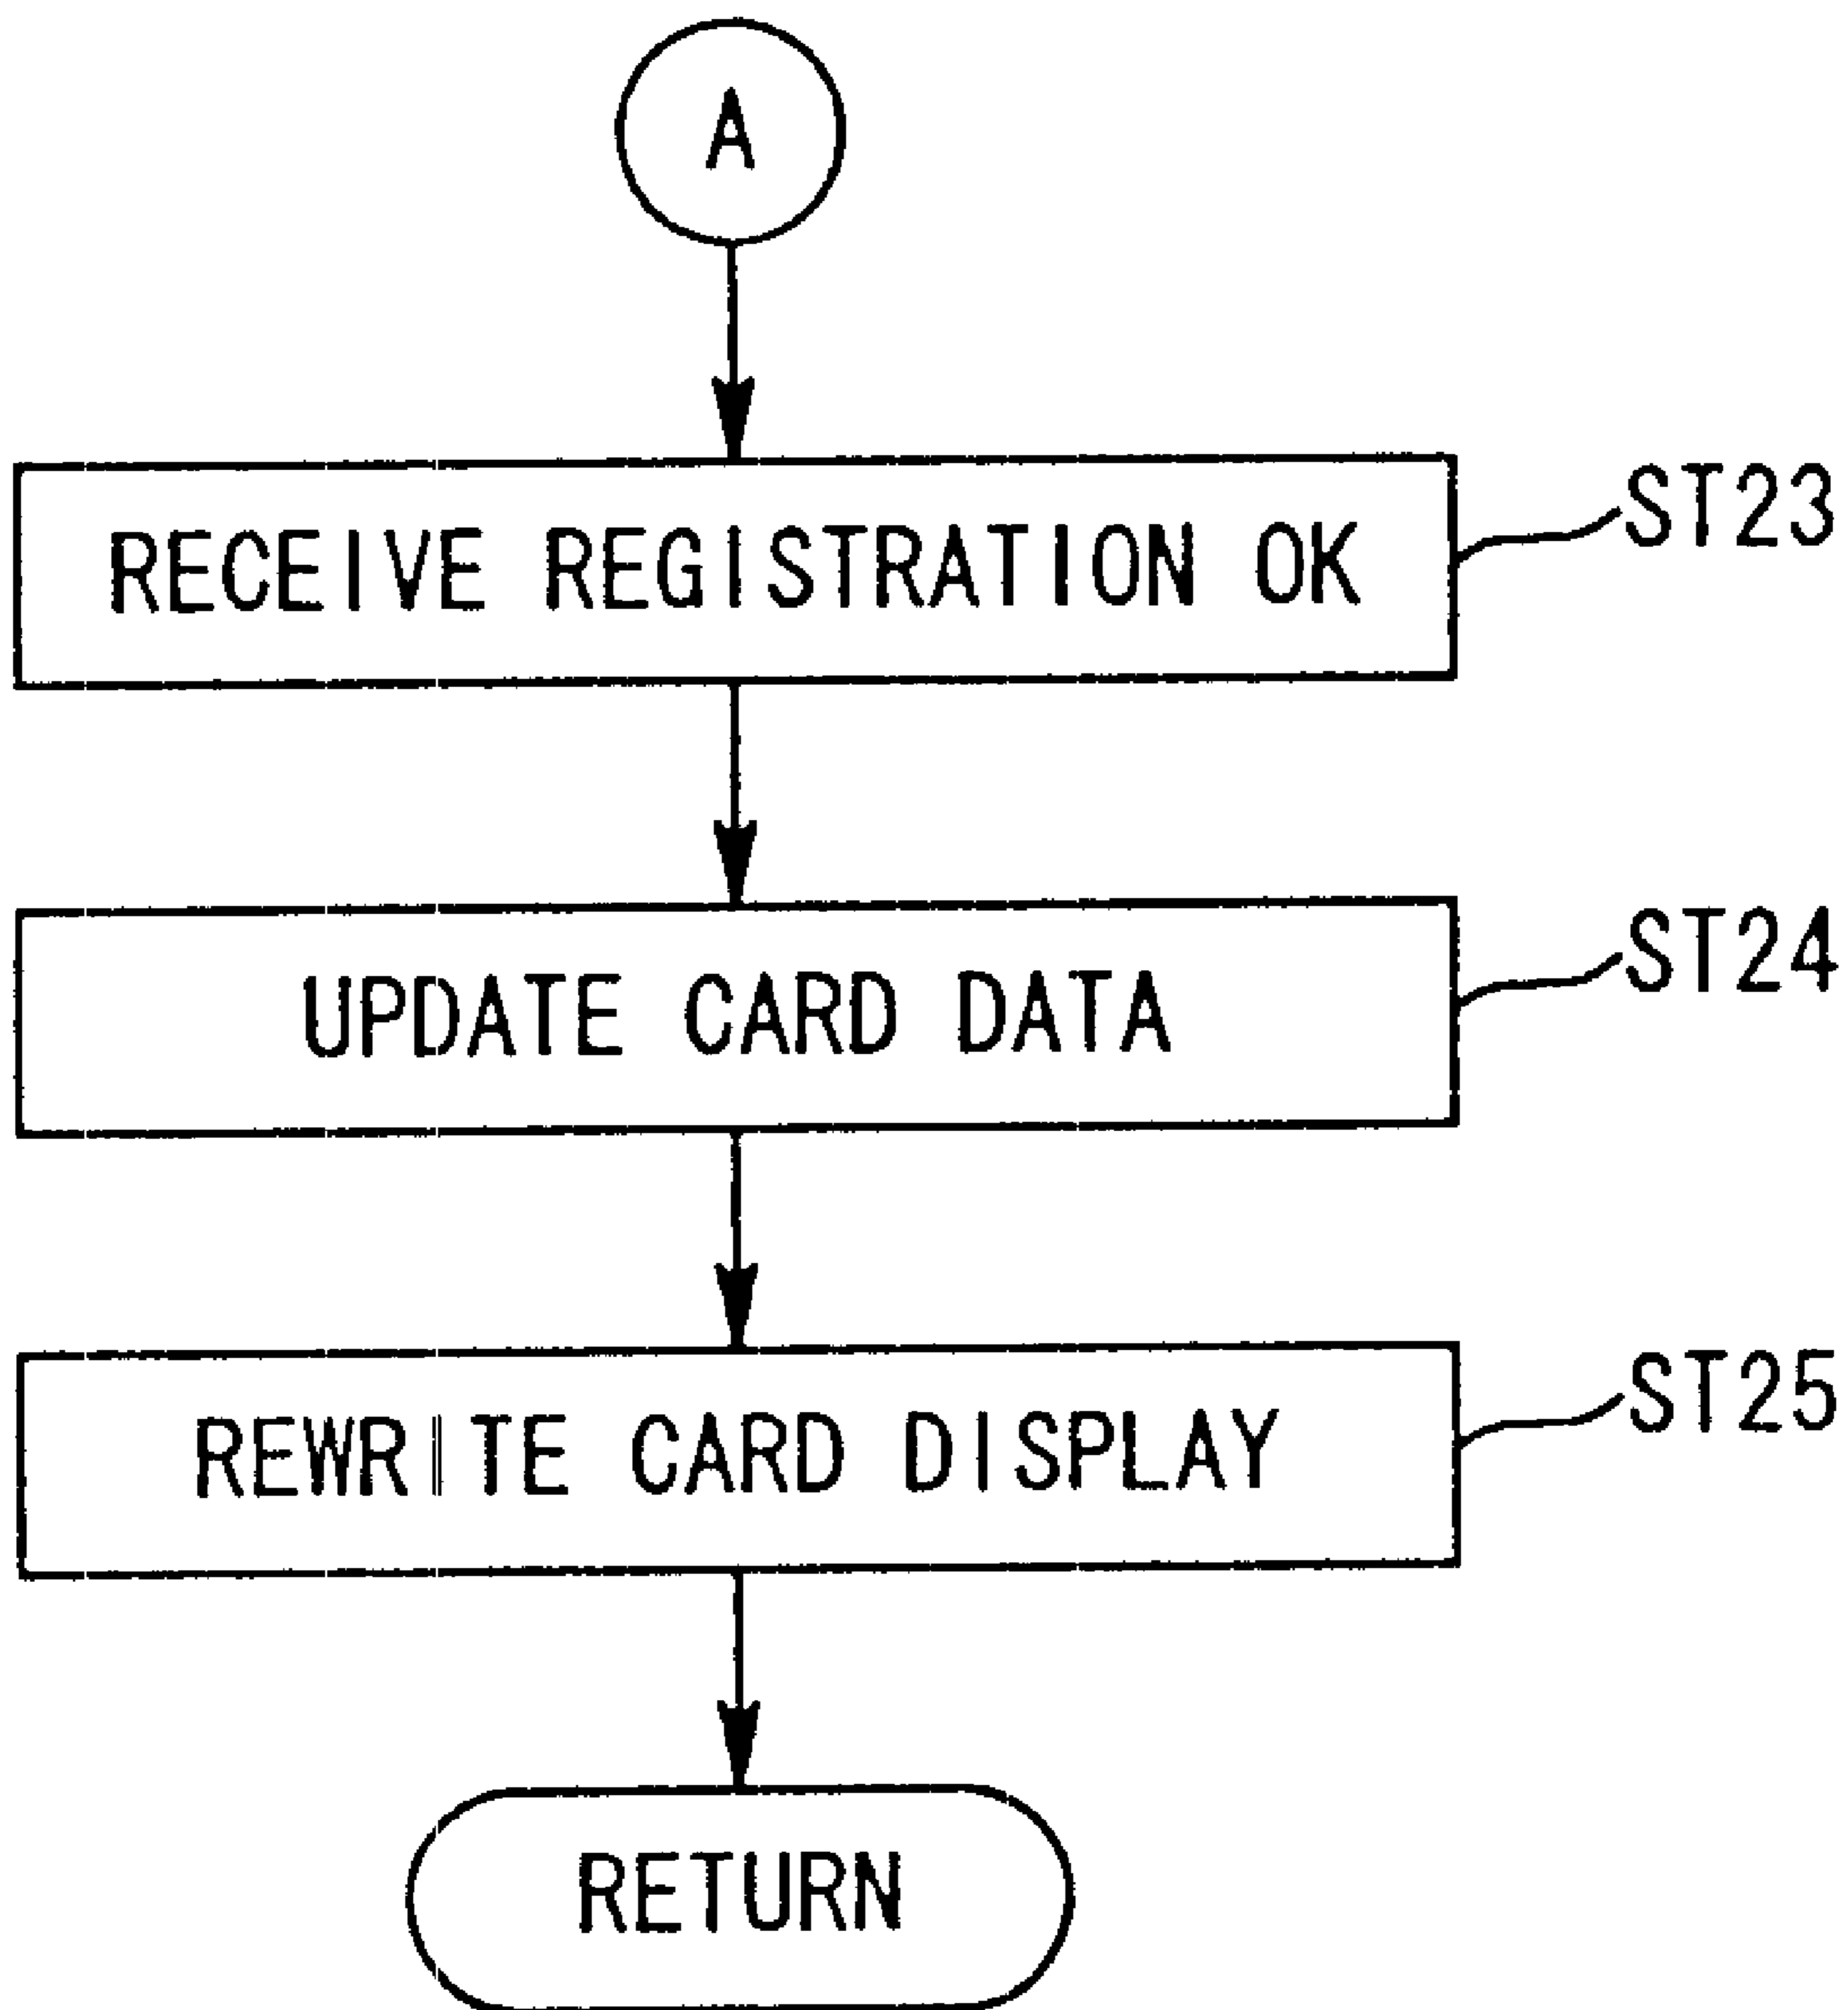 A
RECEIVE REGISTRATION OK
ST23
UPDATE CARD DATA
ST24
REWRITE CARD DISPLAY
ST25
RETURN